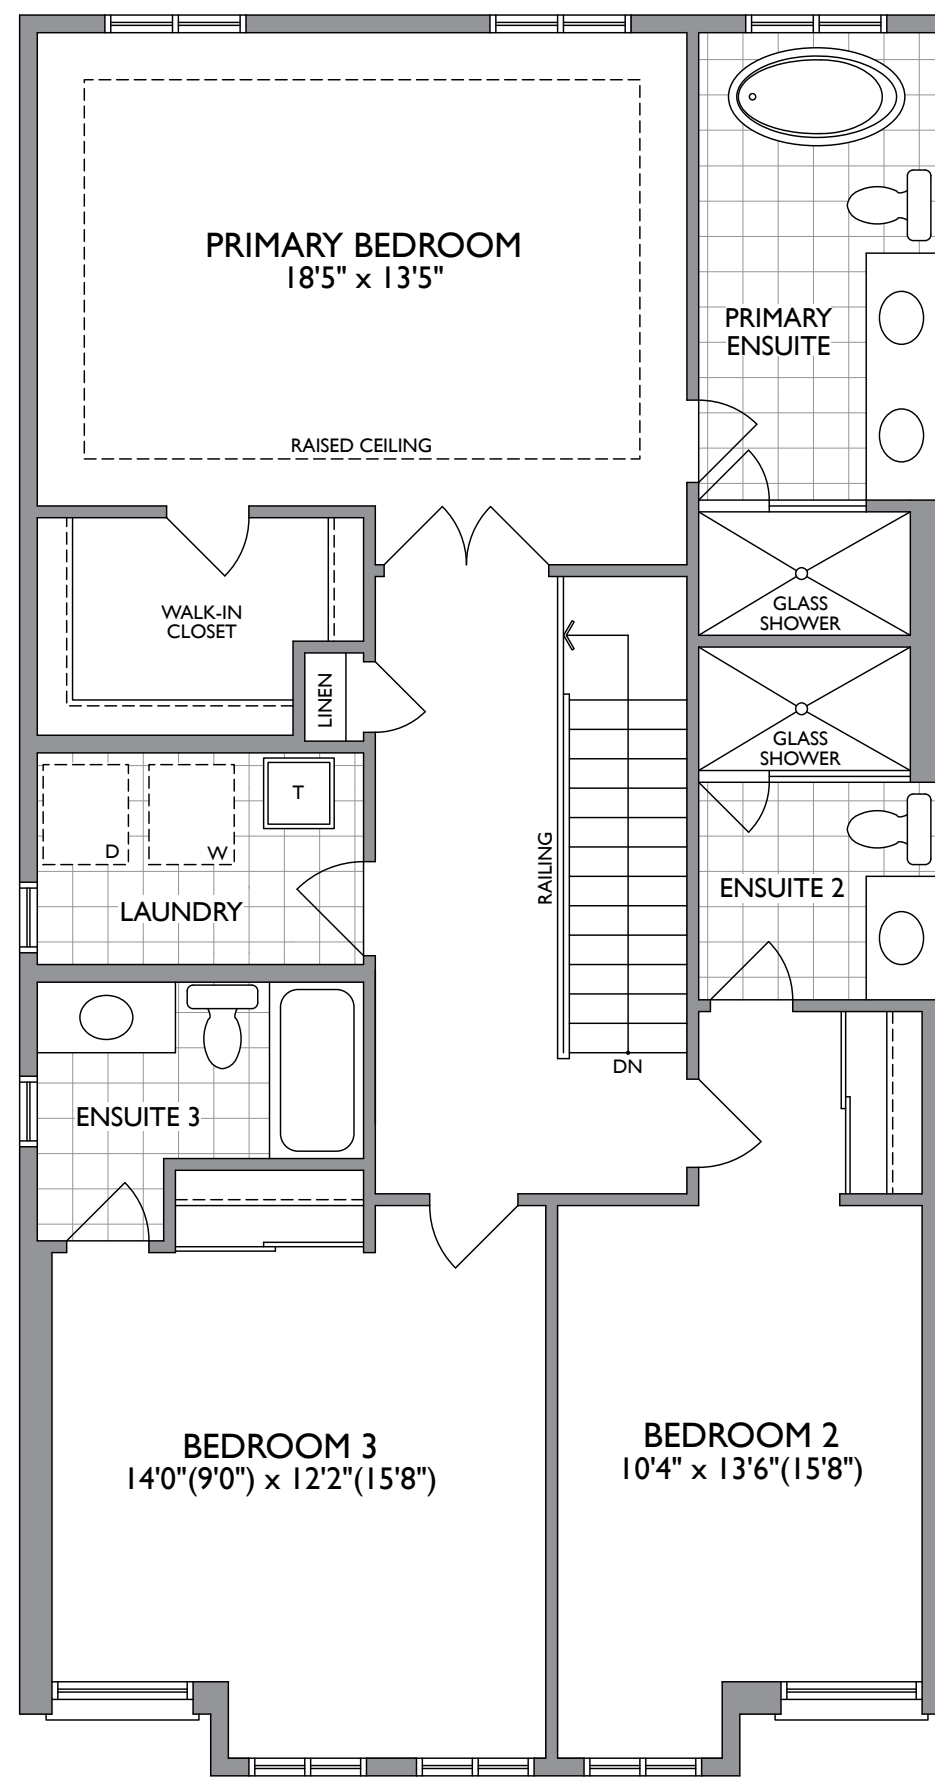 PRIMARY BEDROOM
18'5" x 13'5"
RAISED CEILING
PRIMARY
ENSUITE
WALK-IN
CLOSET
LINEN
GLASS
SHOWER
GLASS
SHOWER
D
W
T
LAUNDRY
RAILING
ENSUITE 2
DN
ENSUITE 3
BEDROOM 3
14'0"(9'0") x 12'2"(15'8")
BEDROOM 2
10'4" x 13'6"(15'8")